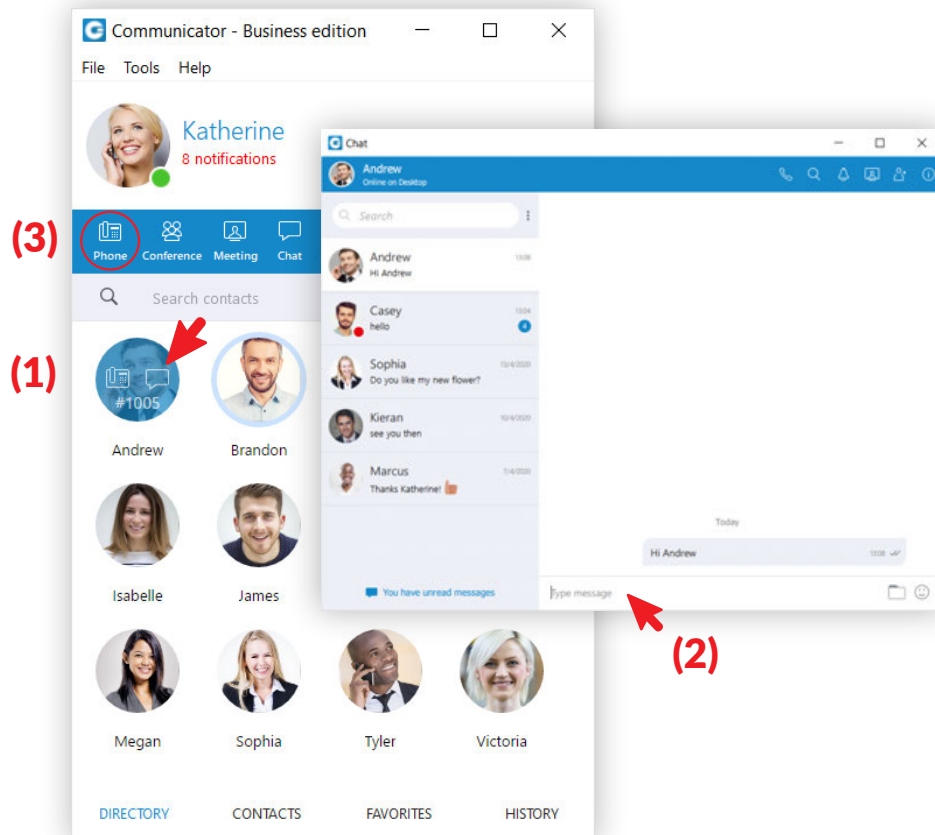 Communicator - Business edition
File Tools Help
Katherine
8 notifications
(3)
Phone Conference Meeting Chat
Search contacts
(1)
#1005
Andrew Brandon
Isabelle James
Megan Sophia Tyler Victoria
DIRECTORY CONTACTS FAVORITES HISTORY
Chat
Andrew
Online on Desktop
Search
Andrew 13:08
Hi Andrew
Casey 13:04
hello 4
Sophia 13/4/2020
Do you like my new flower?
Kieran 10/4/2020
see you then
Marcus 7/4/2020
Thanks Katherine!
You have unread messages
Today
Hi Andrew 13:08
Type message
(2)